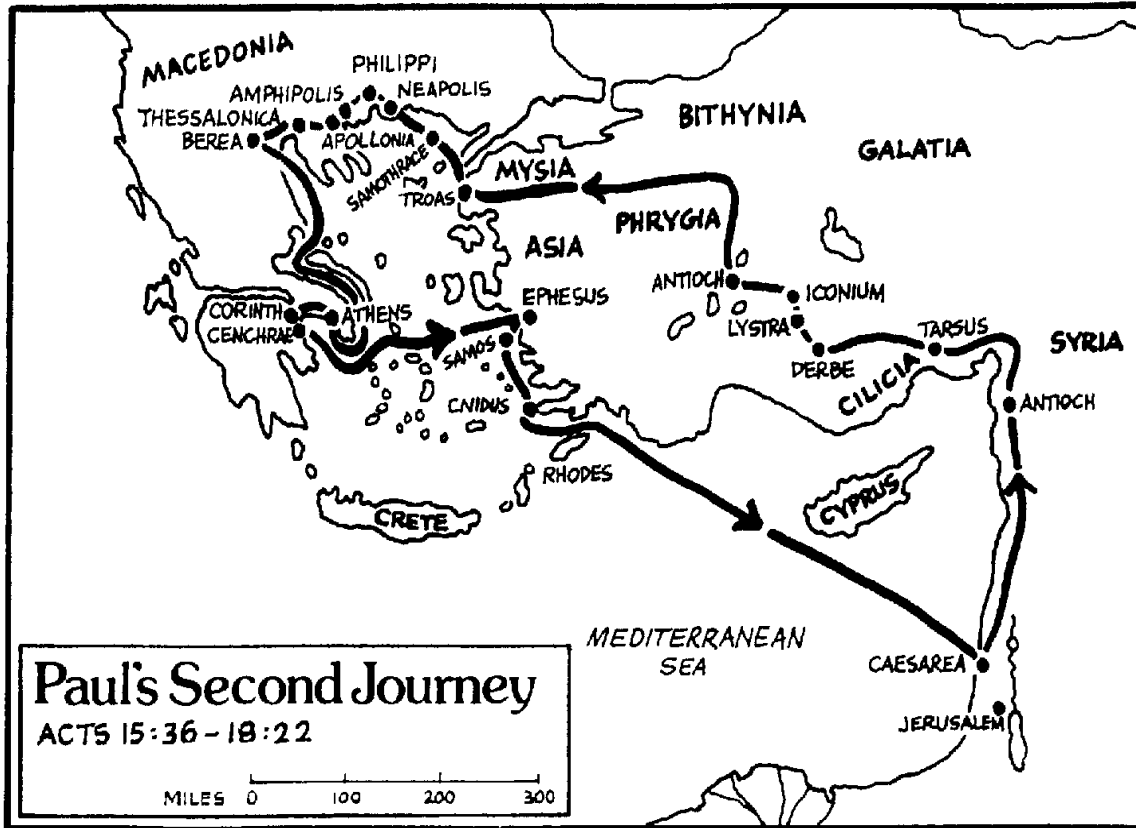 MACEDONIA
PHILIPPI
AMPHIPOLIS
NEAPOLIS
THESSALONICA
BEREA
APOLLONIA
SAMOTHRACE
TROAS
MYSIA
BITHYNIA
GALATIA
PHRYGIA
ASIA
ANTIOCH
ICONIUM
LYSTRA
DERBE
TARSUS
CILICIA
SYRIA
ANTIOCH
EPHESUS
CORINTH
ATHENS
CENCHRAE
SAMOS
CNIDUS
RHODES
CRETE
CYPRUS
MEDITERRANEAN
SEA
CAESAREA
JERUSALEM
Paul's Second Journey
ACTS 15:36-18:22
MILES 0 100 200 300